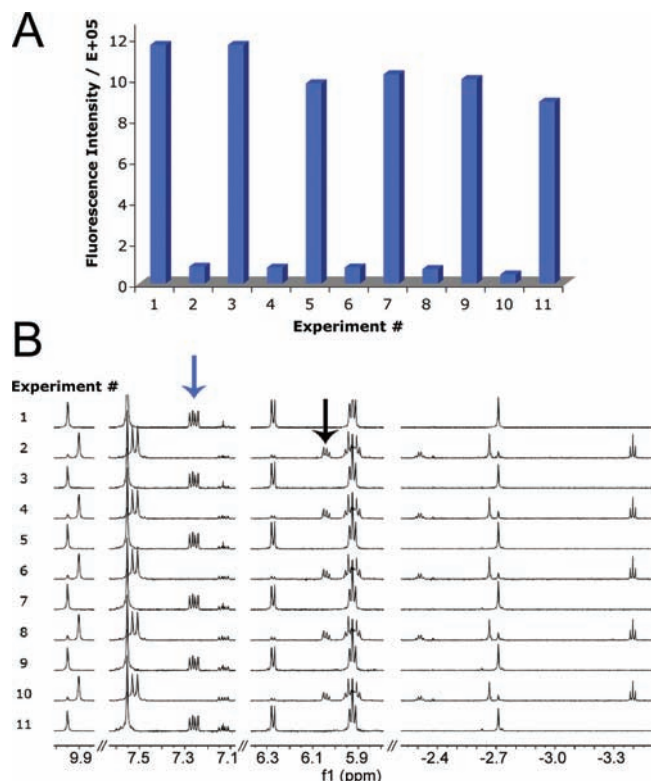 A
Fluorescence Intensity / E+05
12
10
8
6
4
2
0
1 2 3 4 5 6 7 8 9 10 11
Experiment #
B
Experiment #
1
2
3
4
5
6
7
8
9
10
11
9.9 // 7.5 7.3 7.1 // 6.3 6.1 5.9 // -2.4 -2.7 -3.0 -3.3
f1 (ppm)